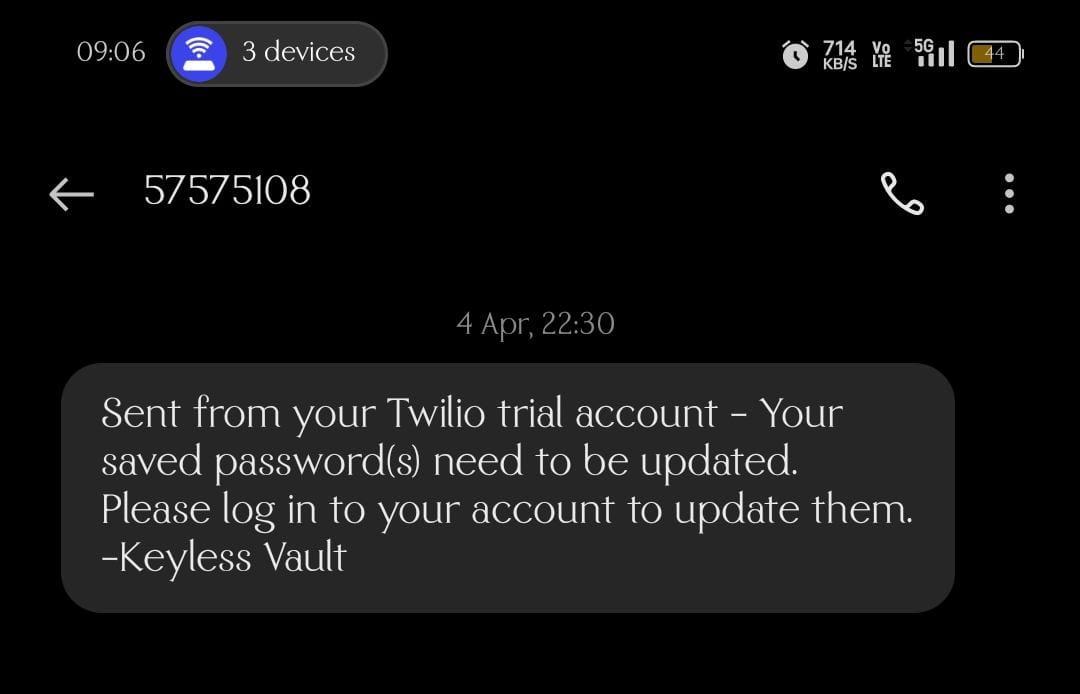 09:06 3 devices 714 KB/S Vo LTE 5G 44
57575108
4 Apr, 22:30
Sent from your Twilio trial account - Your
saved password(s) need to be updated.
Please log in to your account to update them.
-Keyless Vault